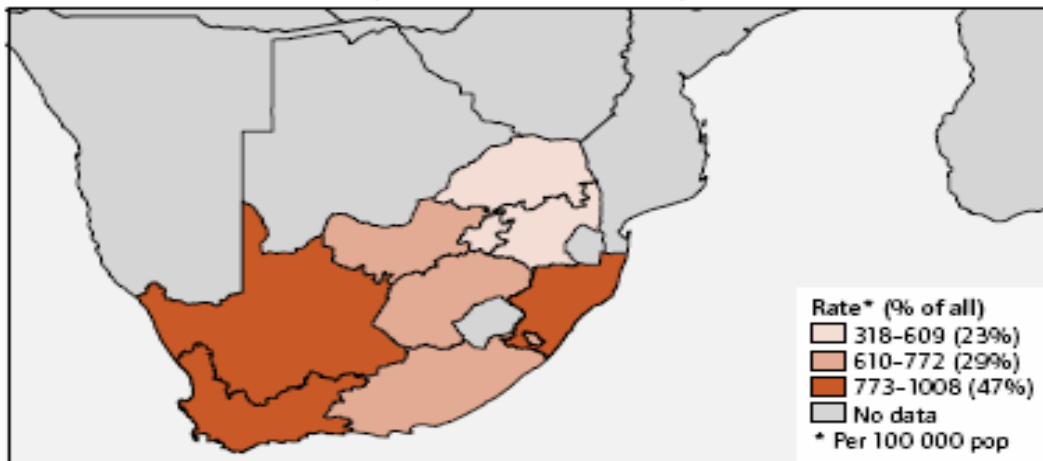 Rate* (% of all)
318–609 (23%)
610–772 (29%)
773–1008 (47%)
No data
* Per 100 000 pop